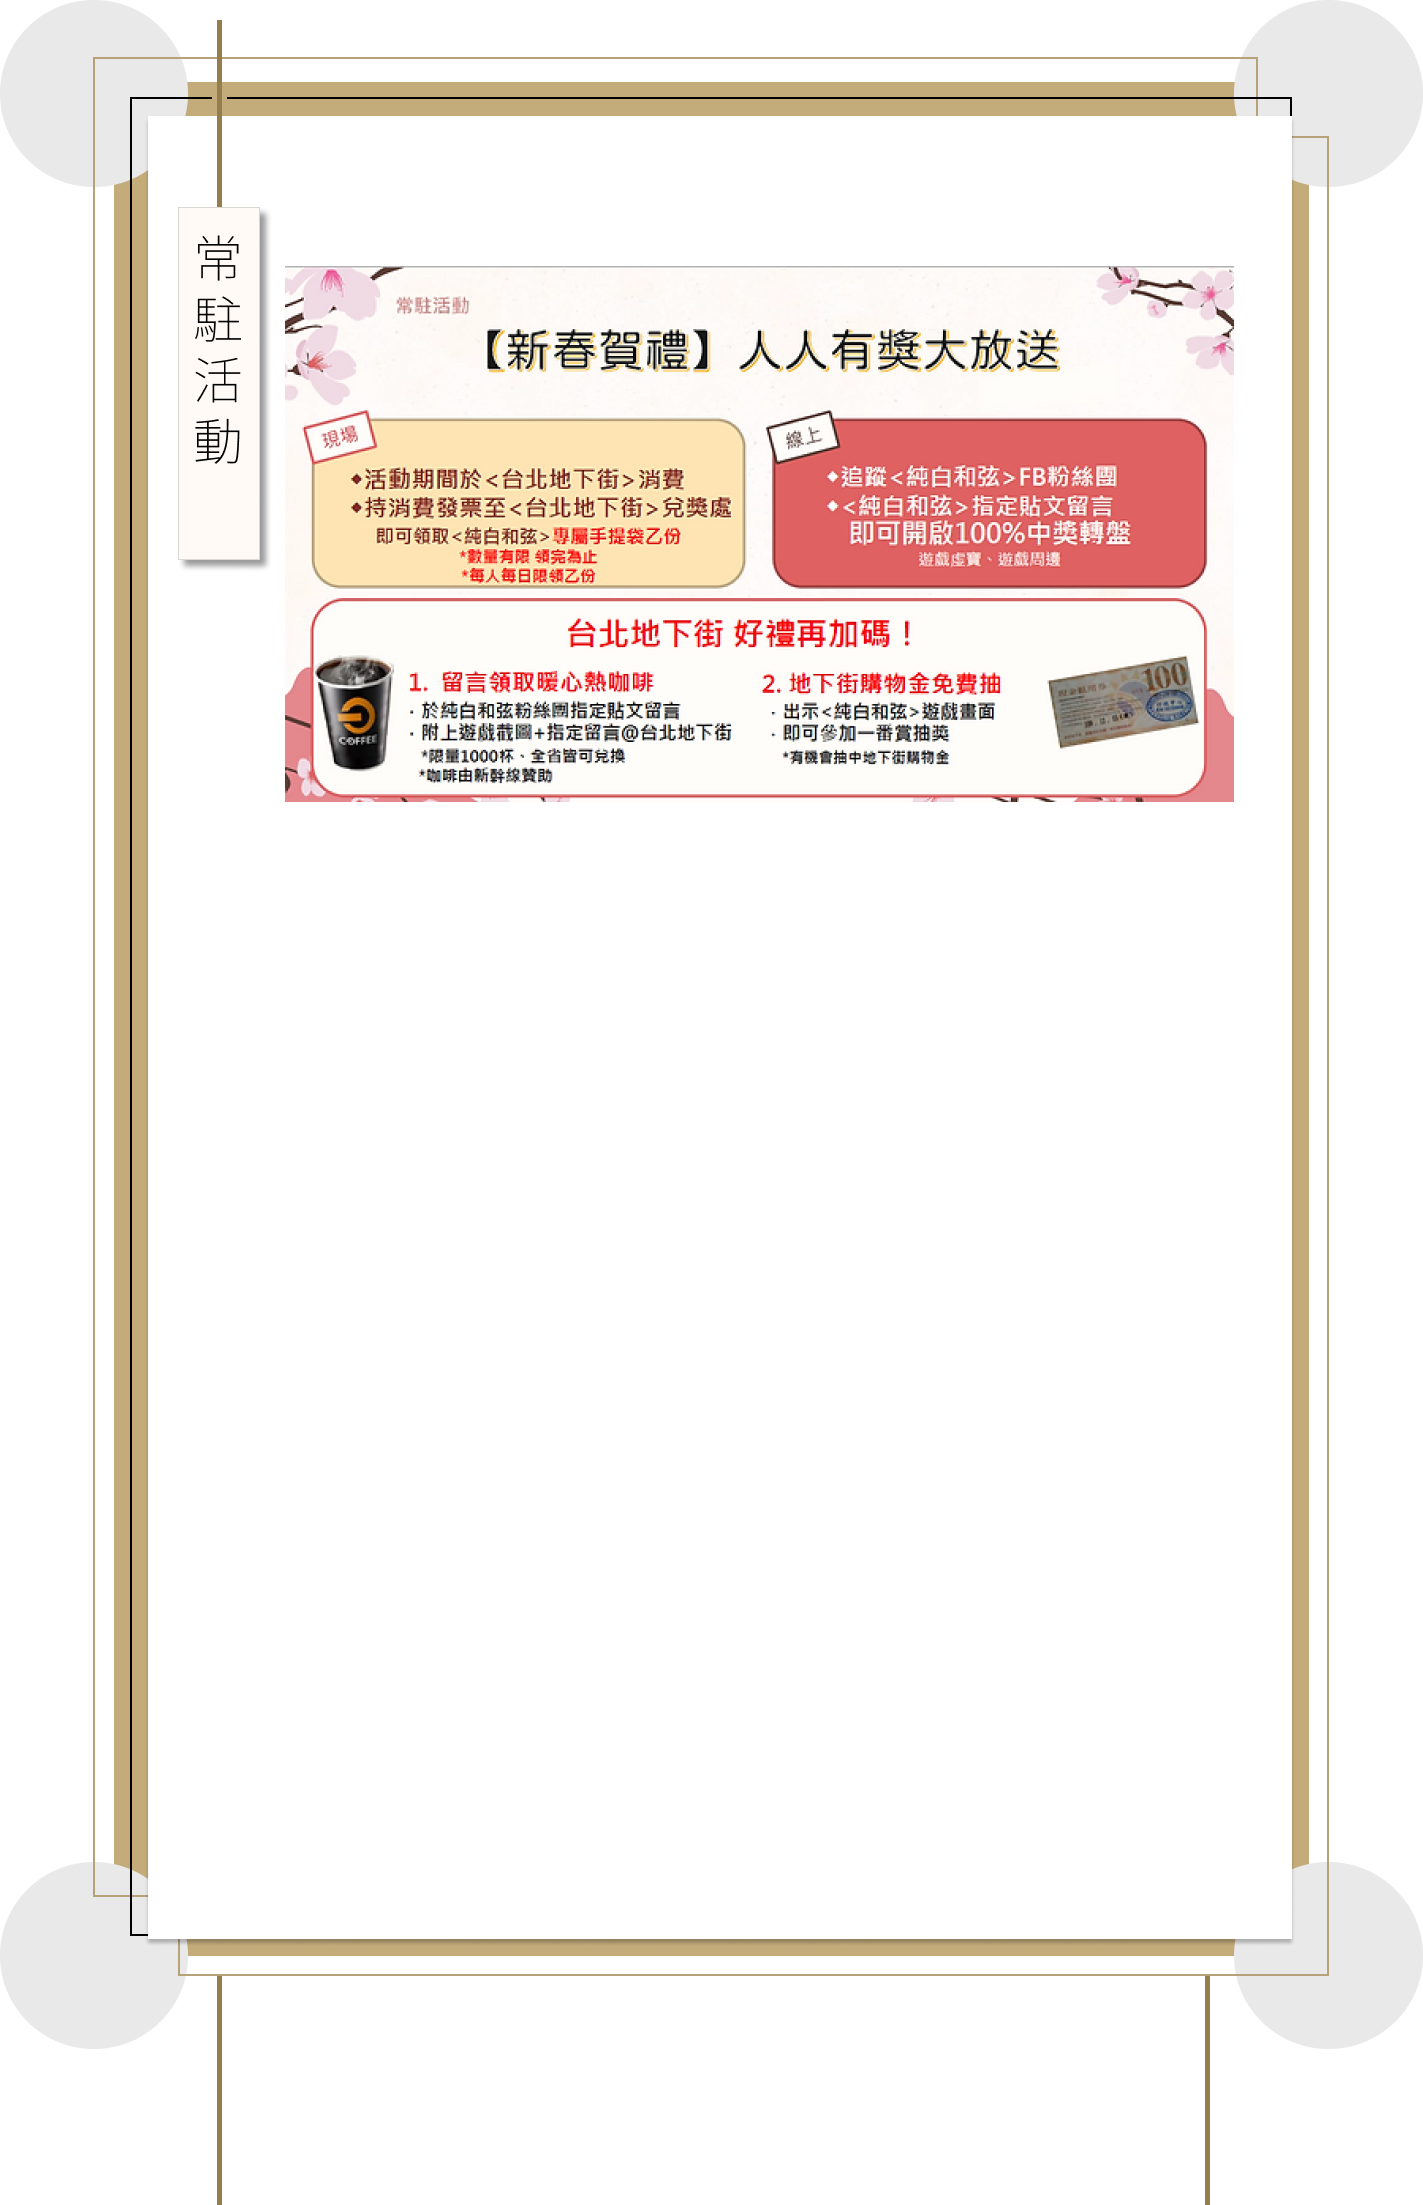 常駐活動
常駐活動
【新春賀禮】人人有獎大放送
現場
◆活動期間於<台北地下街>消費
◆持消費發票至<台北地下街>兌獎處
即可領取<純白和弦>專屬手提袋乙份
*數量有限 領完為止
*每人每日限領乙份
線上
◆追蹤<純白和弦>FB粉絲團
◆<純白和弦>指定貼文留言
即可開啟100%中獎轉盤
遊戲虛寶、遊戲周邊
台北地下街 好禮再加碼！
1. 留言領取暖心熱咖啡
· 於純白和弦粉絲團指定貼文留言
· 附上遊戲截圖+指定留言@台北地下街
*限量1000杯、全省皆可兌換
*咖啡由新幹線贊助
COFFEE
2. 地下街購物金免費抽
· 出示<純白和弦>遊戲畫面
· 即可參加一番賞抽獎
*有機會抽中地下街購物金
100